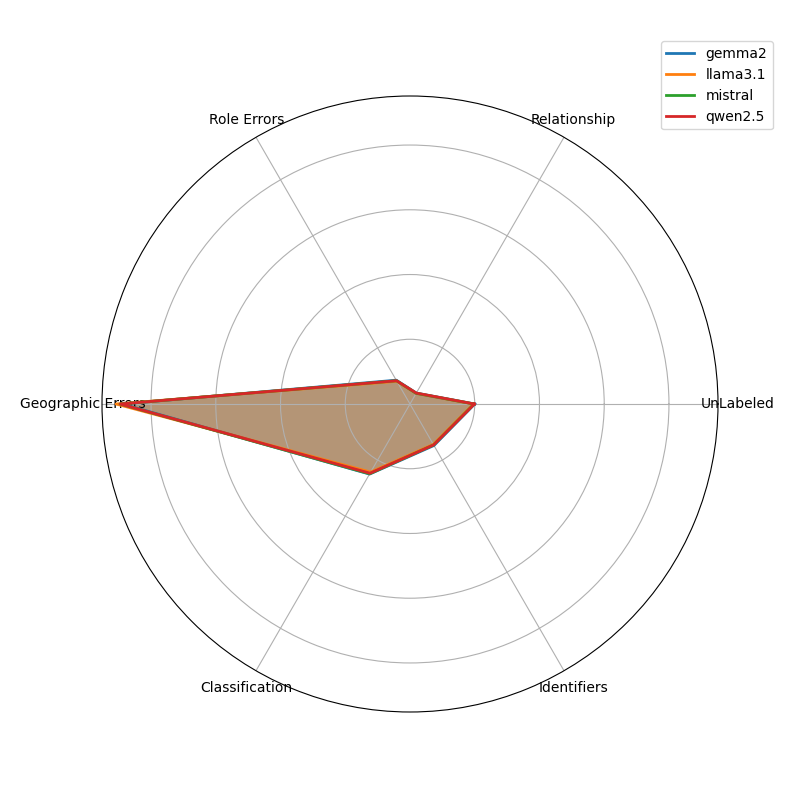 gemma2
llama3.1
mistral
qwen2.5
Role Errors
Relationship
Geographic Errors
UnLabeled
Classification
Identifiers